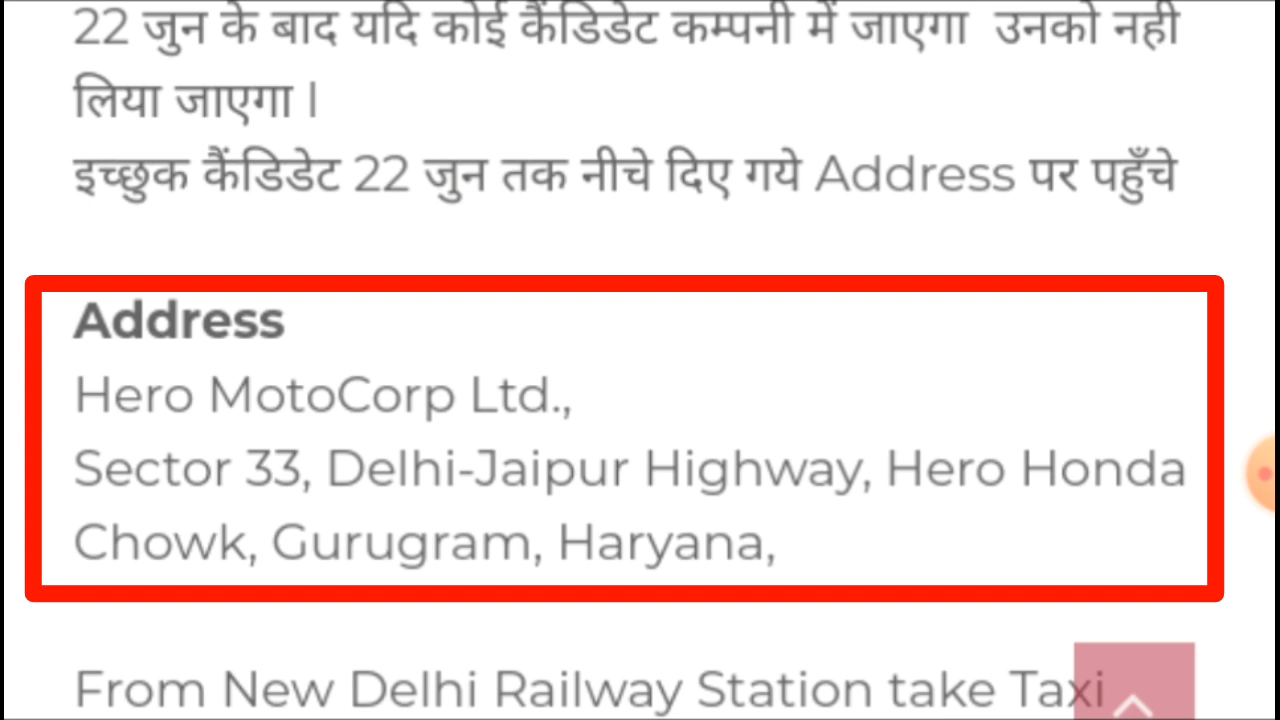 22 जुन के बाद यदि कोई कैंडिडेट कम्पनी में जाएगा उनको नही
लिया जाएगा |
इच्छुक कैंडिडेट 22 जुन तक नीचे दिए गये Address पर पहुँचे
Address
Hero MotoCorp Ltd.,
Sector 33, Delhi-Jaipur Highway, Hero Honda
Chowk, Gurugram, Haryana,
From New Delhi Railway Station take Taxi